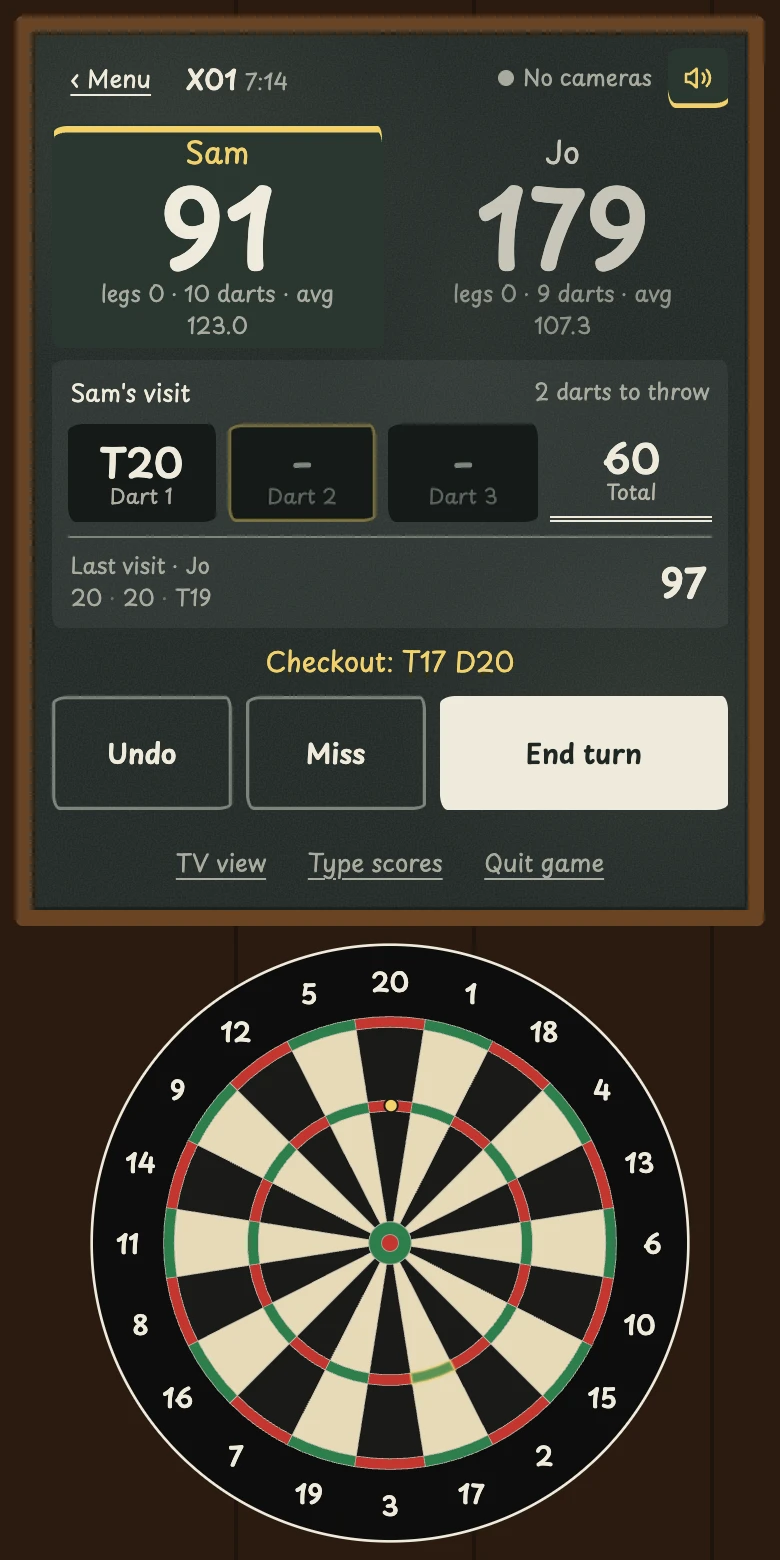 ‹ Menu XO1 7:14 No cameras
Sam Jo
91 179
legs 0 · 10 darts · avg 123.0
legs 0 · 9 darts · avg 107.3
Sam's visit 2 darts to throw
T20 – – 60
Dart 1 Dart 2 Dart 3 Total
Last visit · Jo
20 · 20 · T19 97
Checkout: T17 D20
Undo Miss End turn
TV view Type scores Quit game
20
5 1
12 18
9 4
14 13
11 6
8 10
16 15
7 2
19 17
3